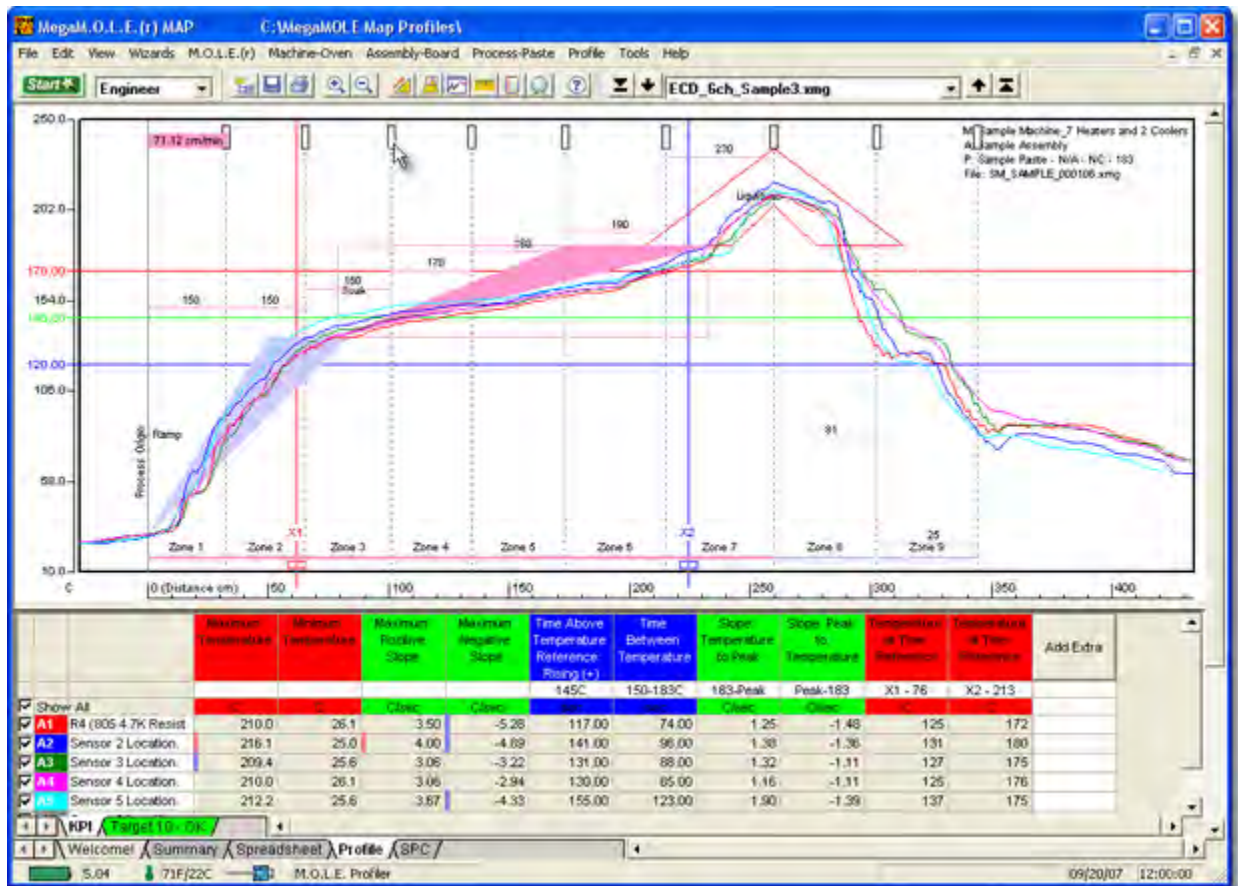 MegaM.O.L.E.(r) MAP C:\MegaMOLE Map Profiles\
File Edit View Wizards M.O.L.E.(r) Machine-Oven Assembly-Board Process-Paste Profile Tools Help
Start Engineer ECD_6ch_Sample3.xmg
250.0
71.12 cm/min
M: Sample Machine_7 Heaters and 2 Coolers
Sample Assembly
P: Sample Paste - N/A - NC - 183
File: SM_SAMPLE_000106.xmg
270
Liquidous
202.0
190
180
170
170.00
150
Soak
154.0
150 150
145.00
120.00
106.0
Ramp
91
Process Origin
58.0
X1 X2
25
Zone 1 Zone 2 Zone 3 Zone 4 Zone 5 Zone 6 Zone 7 Zone 8 Zone 9
10.0
0 (Distance cm) |50 |100 |150 |200 |250 |300 |350 |400
Maximum Temperature Minimum Temperature Maximum Positive Slope Maximum Negative Slope Time Above Temperature Reference Rising (+) Time Between Temperature Slope: Temperature to Peak Slope: Peak to Temperature Temperature at Time Reference Temperature at Time Reference Add Extra
145C 150-183C 183-Peak Peak-183 X1 - 76 X2 - 213
Show All C C C/sec C/sec C/sec C/sec C C
A1 R4 (805 4.7K Resist 210.0 26.1 3.50 -5.28 117.00 74.00 1.25 -1.48 125 172
A2 Sensor 2 Location. 216.1 25.0 4.00 -4.89 141.00 96.00 1.38 -1.36 131 180
A3 Sensor 3 Location. 209.4 25.6 3.06 -3.22 131.00 88.00 1.32 -1.11 127 175
A4 Sensor 4 Location. 210.0 26.1 3.06 -2.94 130.00 85.00 1.16 -1.11 125 176
A5 Sensor 5 Location. 212.2 25.6 3.67 -4.33 155.00 123.00 1.90 -1.39 137 175
KPI Target 10 - OK
Welcome! Summary Spreadsheet Profile SPC
5.04 71F/22C M.O.L.E. Profiler 09/20/07 12:00:00